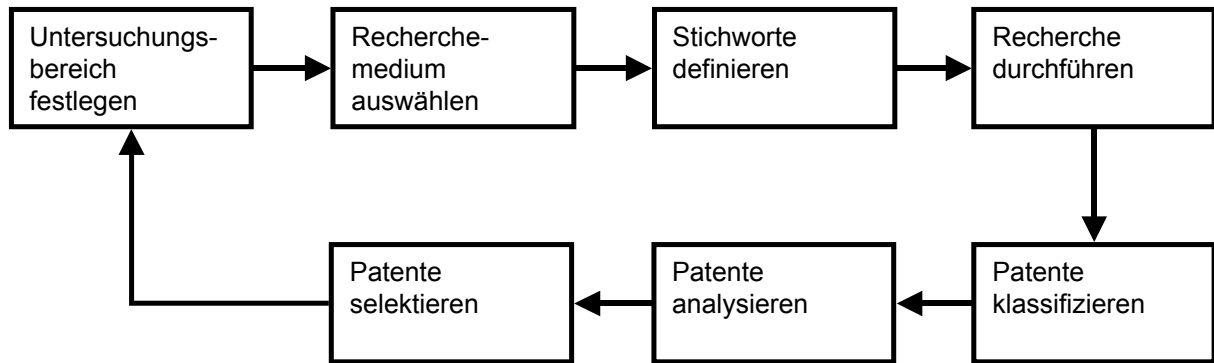 Untersuchungs-
bereich
festlegen
Recherche-
medium
auswählen
Stichworte
definieren
Recherche
durchführen
Patente
selektieren
Patente
analysieren
Patente
klassifizieren